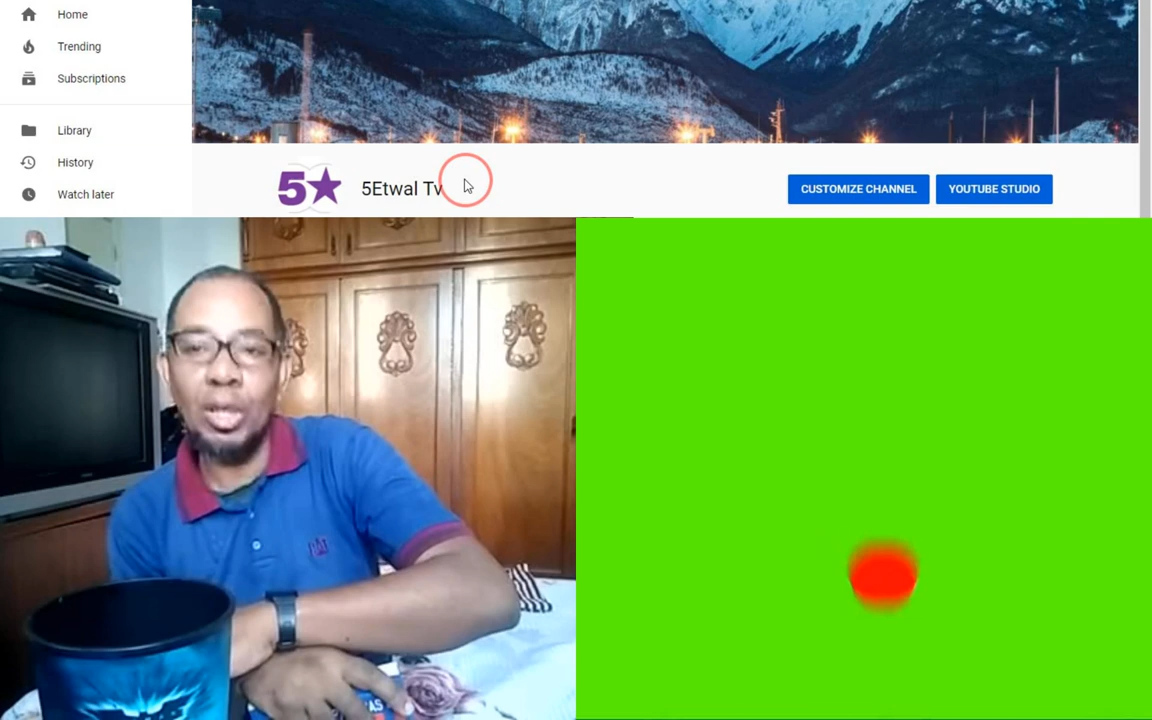 Home
Trending
Subscriptions
Library
History
Watch later
5
5Etwal Tv
CUSTOMIZE CHANNEL
YOUTUBE STUDIO